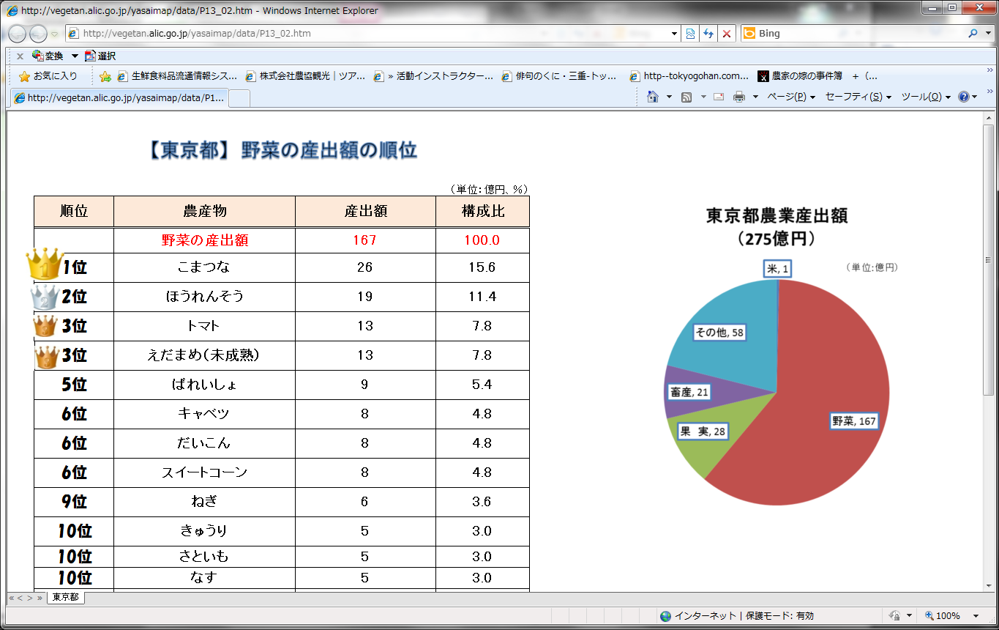 http://vegetan.alic.go.jp/yasaimap/data/P13_02.htm - Windows Internet Explorer
http://vegetan.alic.go.jp/yasaimap/data/P13_02.htm
Bing
x 変換 選択
お気に入り 生鮮食料品流通情報シス... 株式会社農協観光｜ツア... » 活動インストラクター... 俳句のくに・三重-トッ... http--tokyogohan.com... 農家の嫁の事件簿 + (...
http://vegetan.alic.go.jp/yasaimap/data/P1... ページ(P) セーフティ(S) ツール(O)
【東京都】野菜の産出額の順位
（単位：億円、%）
順位 農産物 産出額 構成比
野菜の産出額 167 100.0
1 1位 こまつな 26 15.6
2 2位 ほうれんそう 19 11.4
3 3位 トマト 13 7.8
3 3位 えだまめ（未成熟） 13 7.8
5位 ばれいしょ 9 5.4
6位 キャベツ 8 4.8
6位 だいこん 8 4.8
6位 スイートコーン 8 4.8
9位 ねぎ 6 3.6
10位 きゅうり 5 3.0
10位 さといも 5 3.0
10位 なす 5 3.0
東京都農業産出額
（275億円）
（単位:億円）
米, 1
その他, 58
畜産, 21
野菜, 167
果 実, 28
東京都
インターネット | 保護モード: 有効 100%